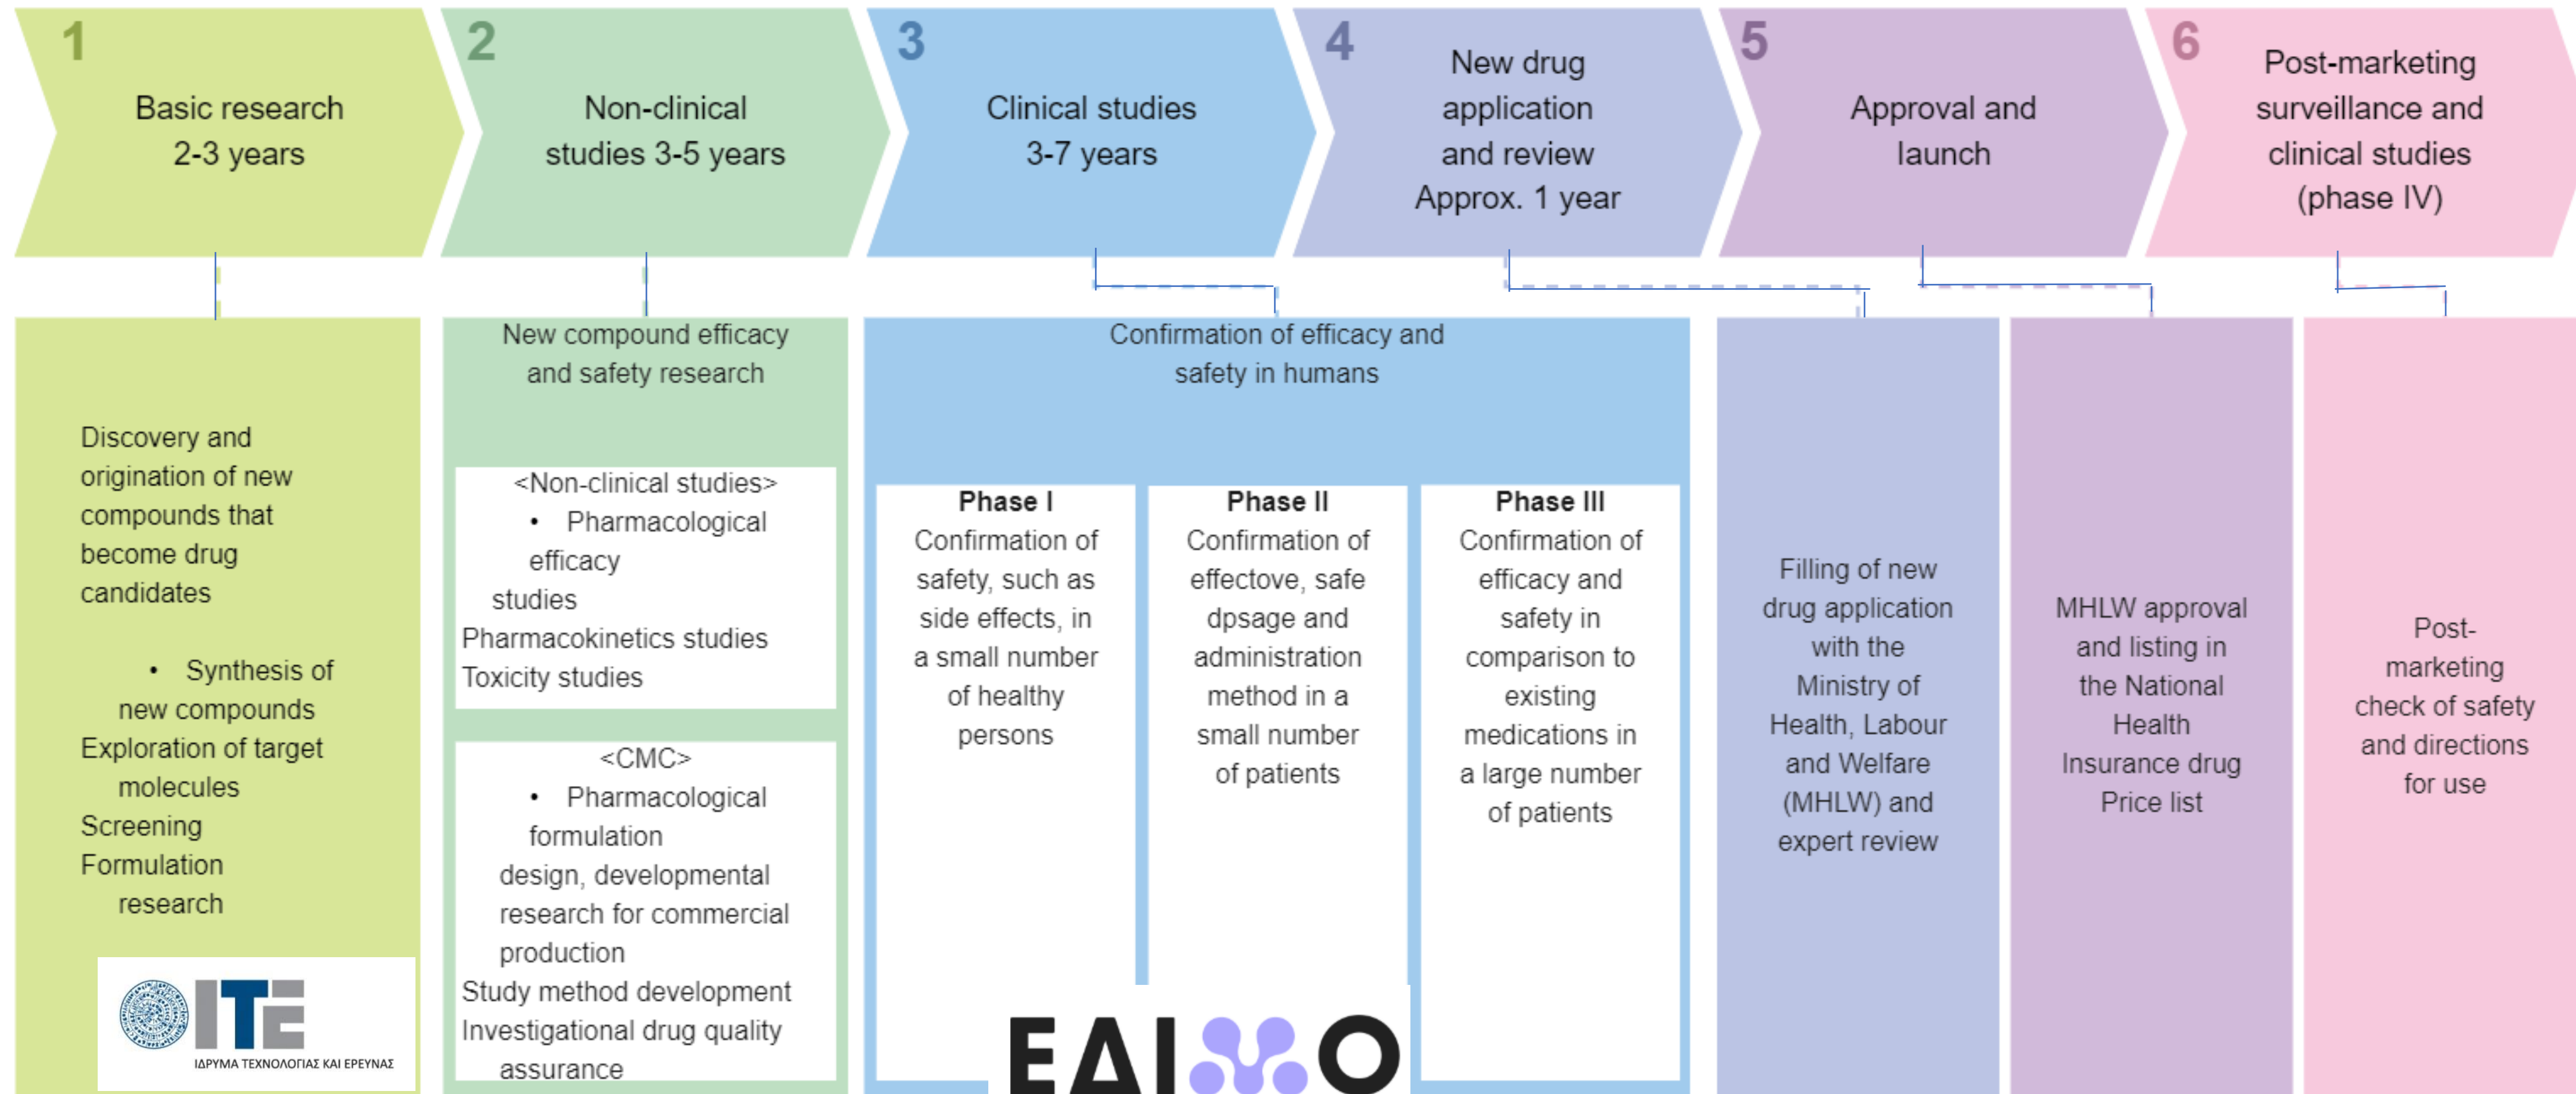 1
Basic research
2-3 years
2
Non-clinical
studies 3-5 years
3
Clinical studies
3-7 years
4
New drug
application
and review
Approx. 1 year
5
Approval and
launch
6
Post-marketing
surveillance and
clinical studies
(phase IV)
Discovery and
origination of new
compounds that
become drug
candidates
• Synthesis of
new compounds
Exploration of target
molecules
Screening
Formulation
research
ITE
ΙΔΡΥΜΑ ΤΕΧΝΟΛΟΓΙΑΣ ΚΑΙ ΕΡΕΥΝΑΣ
New compound efficacy
and safety research
<Non-clinical studies>
• Pharmacological
efficacy
studies
Pharmacokinetics studies
Toxicity studies
<CMC>
• Pharmacological
formulation
design, developmental
research for commercial
production
Study method development
Investigational drug quality
assurance
Confirmation of efficacy and
safety in humans
Phase I
Confirmation of
safety, such as
side effects, in
a small number
of healthy
persons
Phase II
Confirmation of
effectove, safe
dpsage and
administration
method in a
small number
of patients
Phase III
Confirmation of
efficacy and
safety in
comparison to
existing
medications in
a large number
of patients
Filling of new
drug application
with the
Ministry of
Health, Labour
and Welfare
(MHLW) and
expert review
MHLW approval
and listing in
the National
Health
Insurance drug
Price list
Post-
marketing
check of safety
and directions
for use